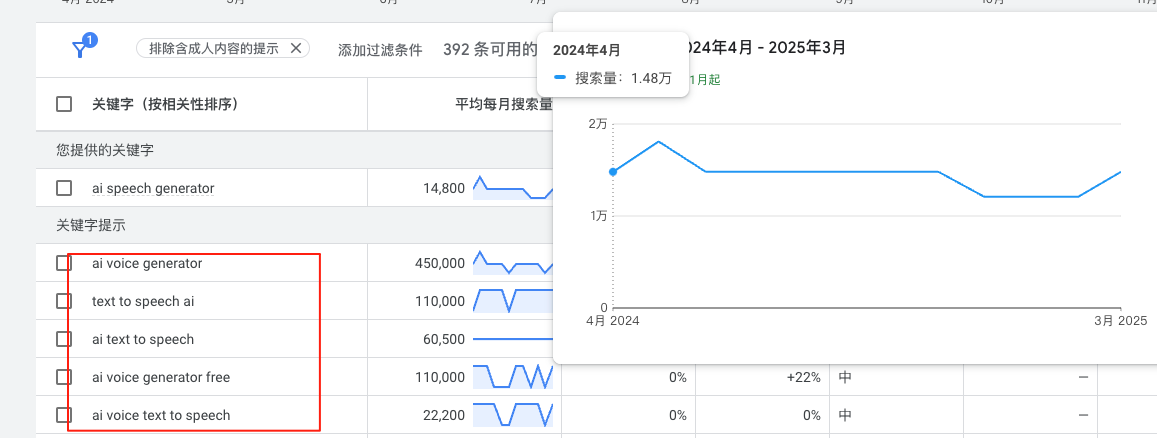 4月 2024
5月
6月
7月
8月
9月
10月
11月
1
排除含成人内容的提示
添加过滤条件
392 条可用的
2024年4月
搜索量：1.48万
024年4月 - 2025年3月
1月起
关键字（按相关性排序）
平均每月搜索量
2万
1万
0
4月 2024
3月 2025
您提供的关键字
ai speech generator 14,800
关键字提示
ai voice generator 450,000
text to speech ai 110,000
ai text to speech 60,500
ai voice generator free 110,000 0% +22% 中 –
ai voice text to speech 22,200 0% 0% 中 –